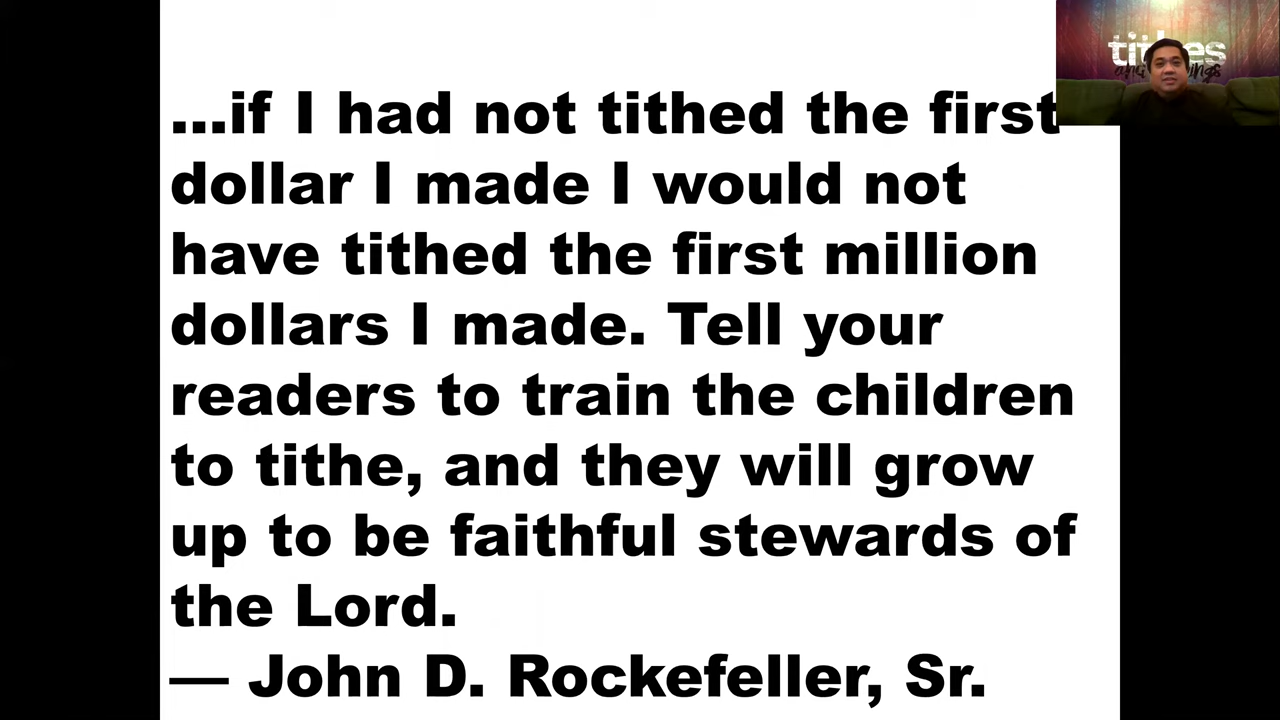 ...if I had not tithed the first
dollar I made I would not
have tithed the first million
dollars I made. Tell your
readers to train the children
to tithe, and they will grow
up to be faithful stewards of
the Lord.
— John D. Rockefeller, Sr.